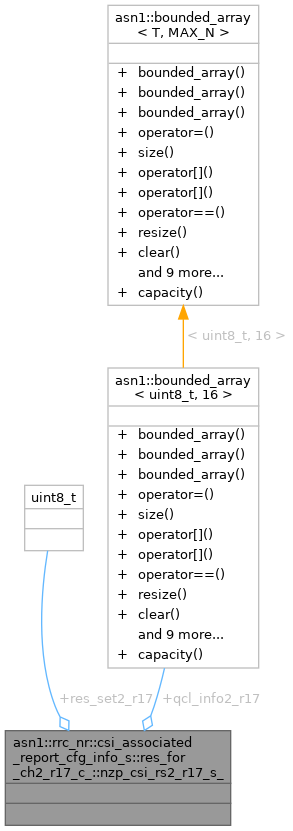 asn1::bounded_array
< T, MAX_N >
+ bounded_array()
+ bounded_array()
+ bounded_array()
+ operator=()
+ size()
+ operator[]()
+ operator[]()
+ operator==()
+ resize()
+ clear()
and 9 more...
+ capacity()
< uint8_t, 16 >
asn1::bounded_array
< uint8_t, 16 >
+ bounded_array()
+ bounded_array()
+ bounded_array()
+ operator=()
+ size()
+ operator[]()
+ operator[]()
+ operator==()
+ resize()
+ clear()
and 9 more...
+ capacity()
uint8_t
+res_set2_r17
+qcl_info2_r17
asn1::rrc_nr::csi_associated
_report_cfg_info_s::res_for
_ch2_r17_c_::nzp_csi_rs2_r17_s_